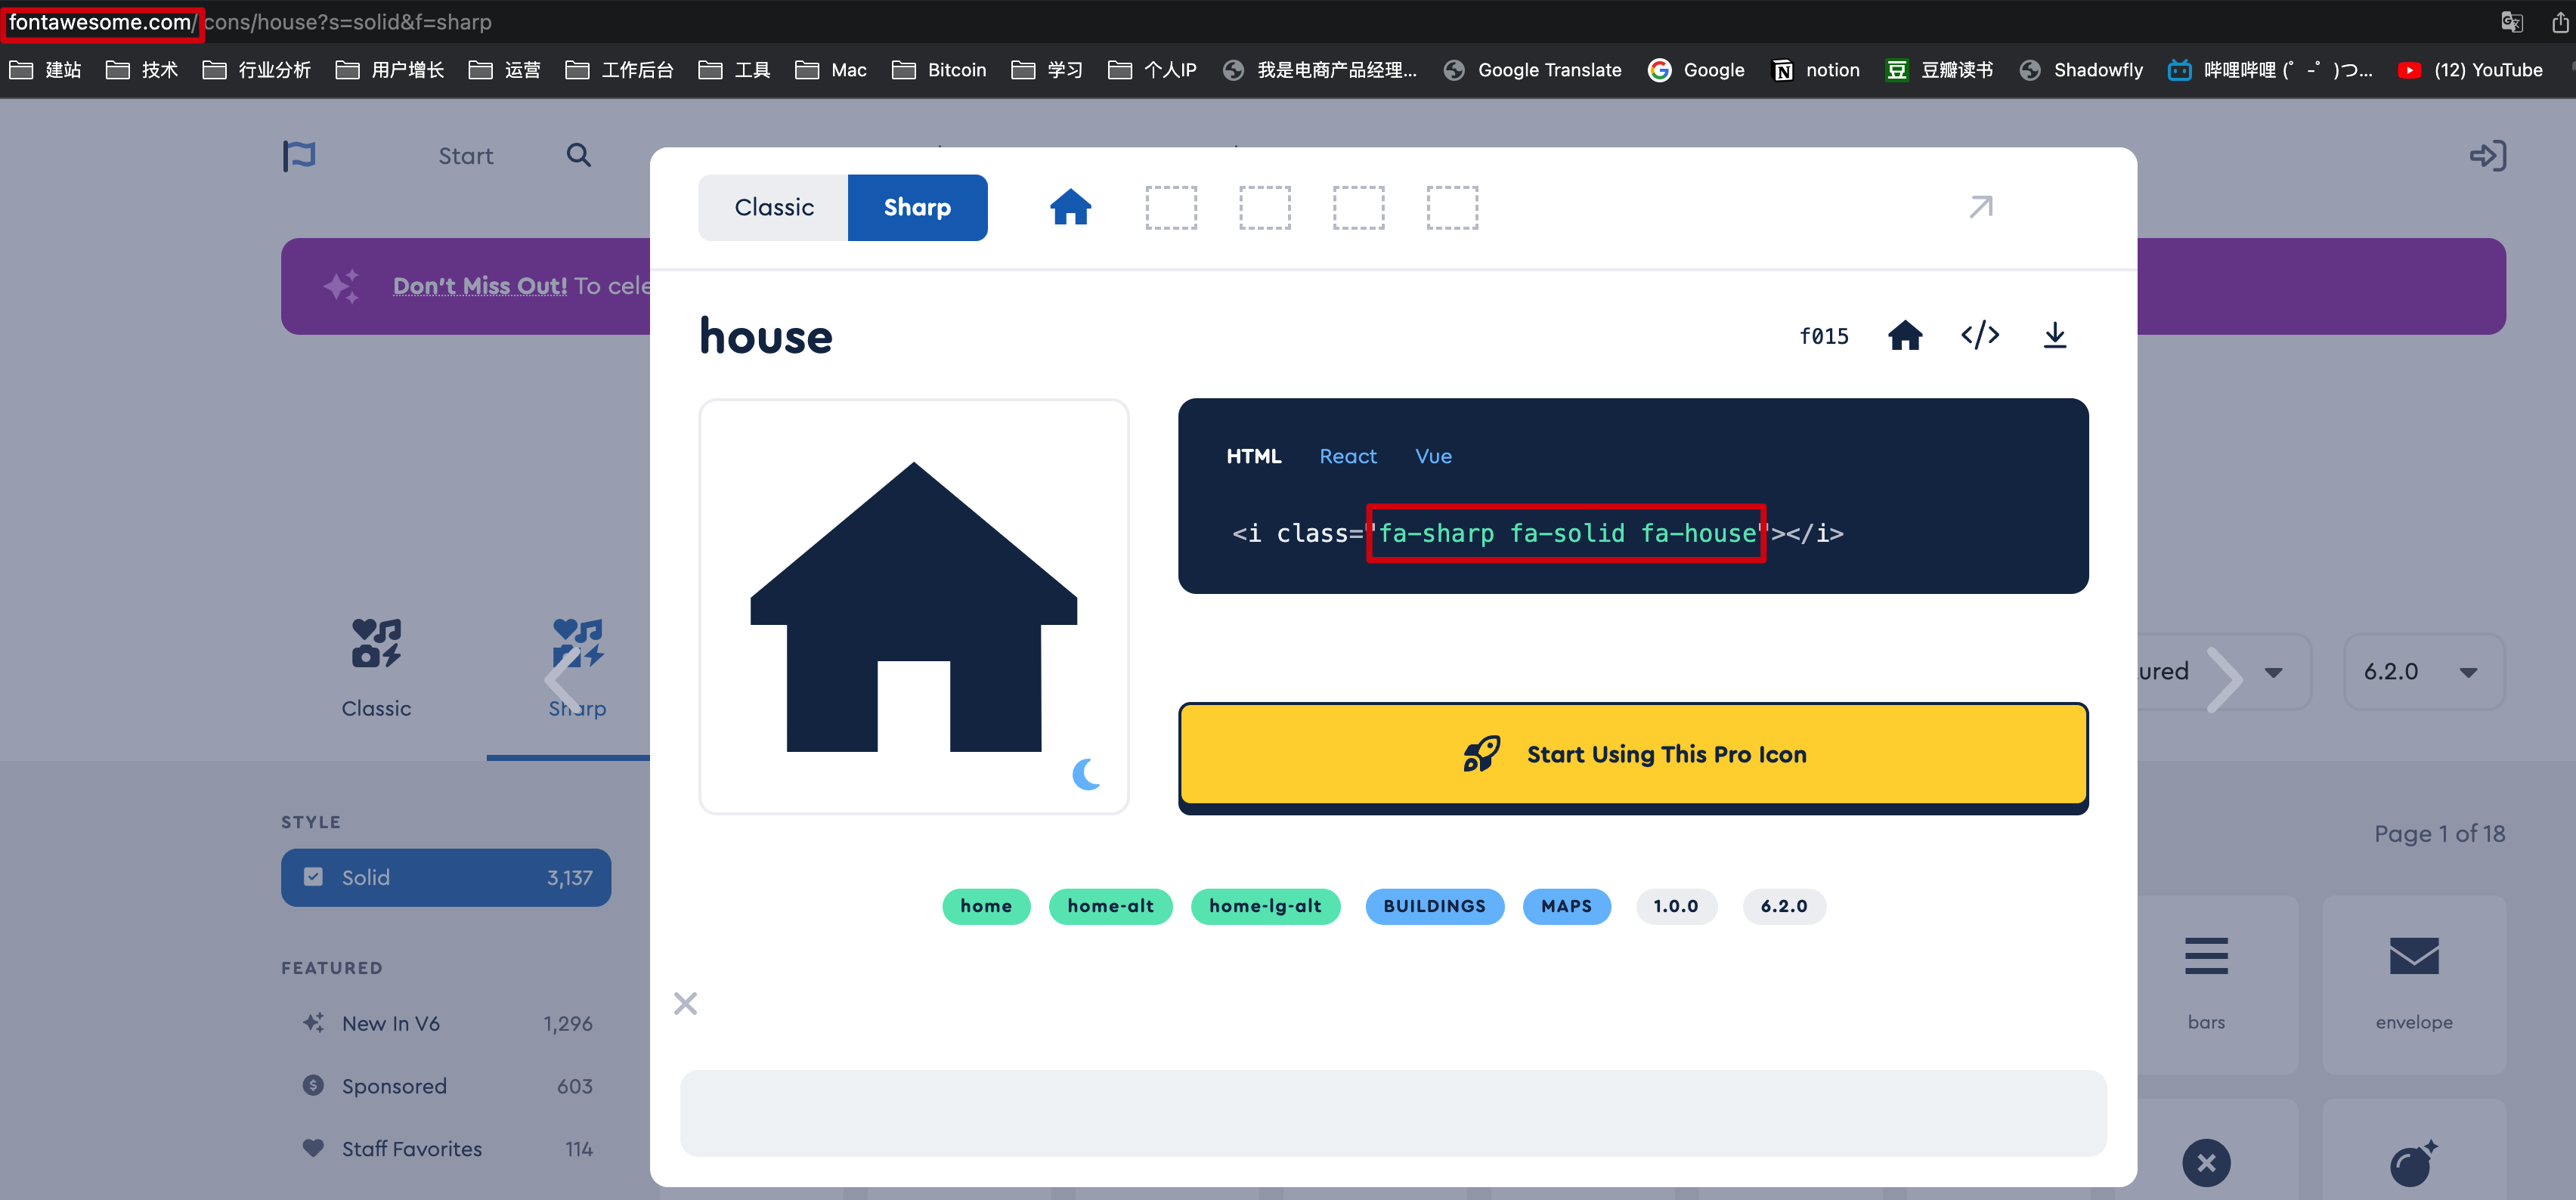 fontawesome.com/icons/house?s=solid&f=sharp
建站 技术 行业分析 用户增长 运营 工作后台 工具 Mac Bitcoin 学习 个人IP 我是电商产品经理... Google Translate Google notion 豆瓣读书 Shadowfly 哔哩哔哩 (゜-゜)つ... (12) YouTube
Start
Classic Sharp
Don't Miss Out! To cele
house
f015
HTML React Vue
<i class="fa-sharp fa-solid fa-house"></i>
Classic
Sharp
ured
6.2.0
Start Using This Pro Icon
STYLE
Page 1 of 18
Solid 3,137
home home-alt home-lg-alt BUILDINGS MAPS 1.0.0 6.2.0
FEATURED
New In V6 1,296
bars
envelope
Sponsored 603
Staff Favorites 114